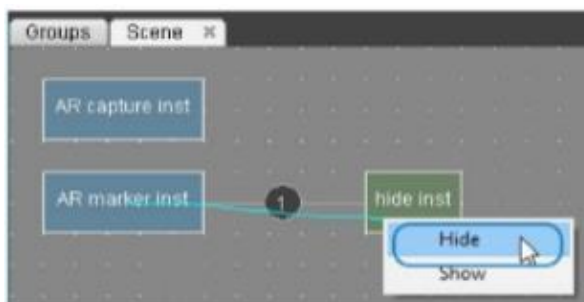 Groups Scene
AR capture inst
AR marker inst 1 hide inst
Hide
Show